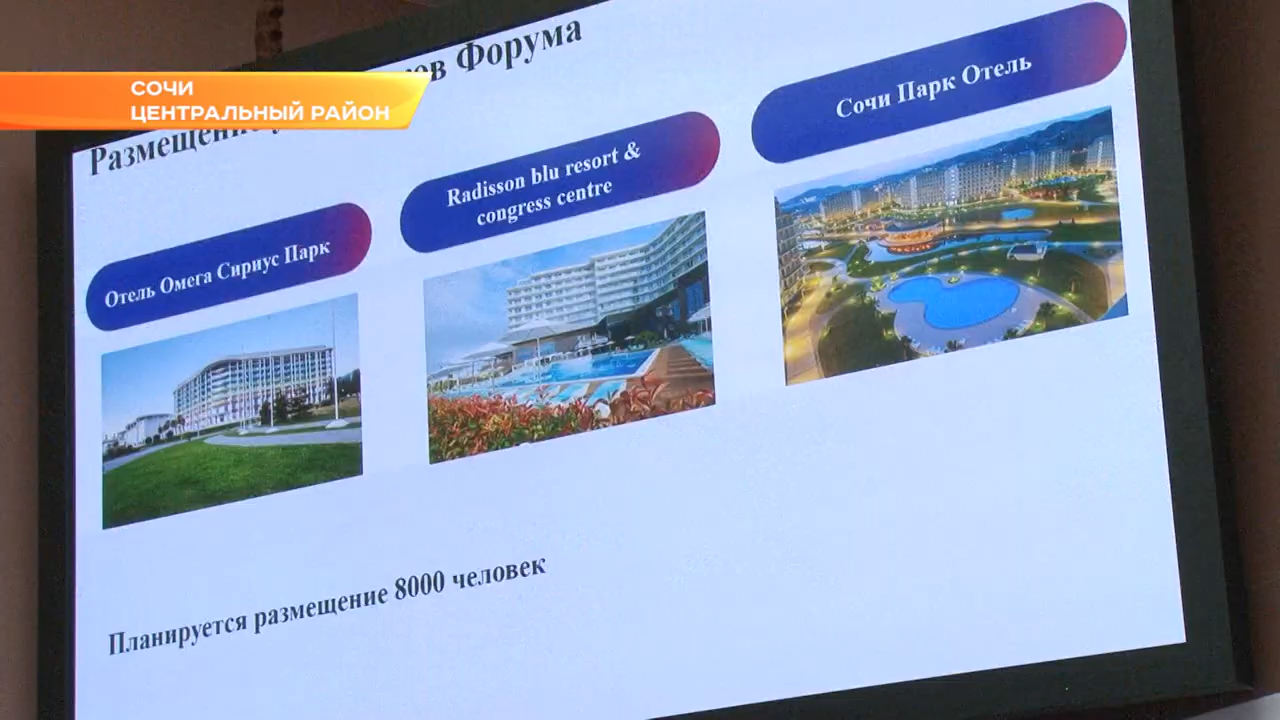 СОЧИ
ЦЕНТРАЛЬНЫЙ РАЙОН
Размещение
Форума
Отель Омега Сириус Парк
Radisson blu resort &
congress centre
Сочи Парк Отель
Планируется размещение 8000 человек